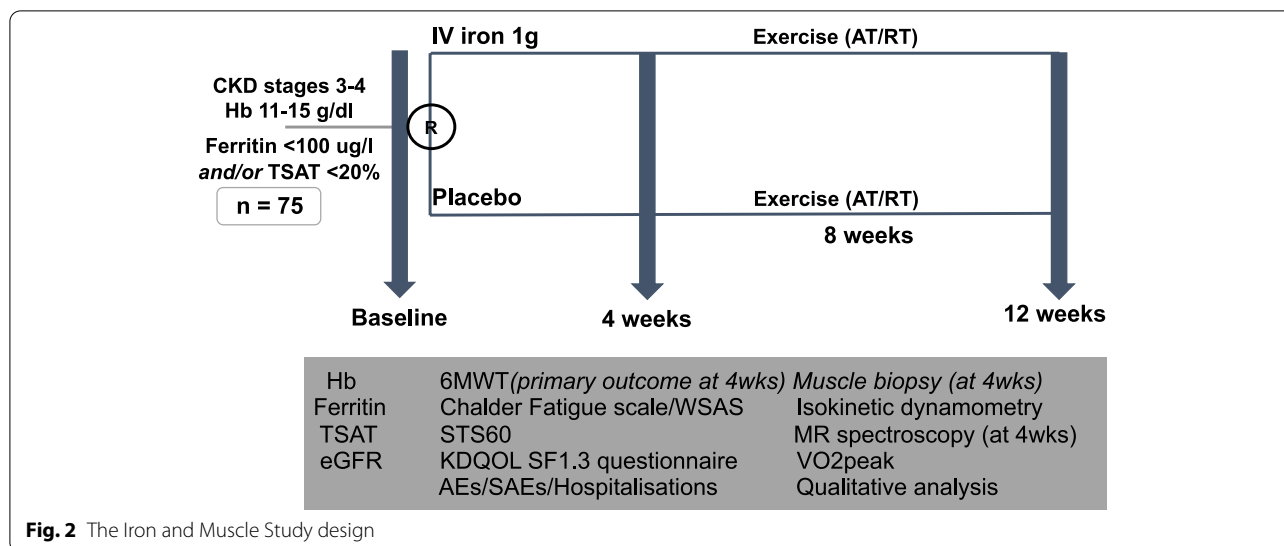 IV iron 1g
Exercise (AT/RT)
CKD stages 3-4
Hb 11-15 g/dl
R
Ferritin <100 ug/l
and/or TSAT <20%
n = 75
Placebo
Exercise (AT/RT)
8 weeks
Baseline
4 weeks
12 weeks
Hb 6MWT(primary outcome at 4wks) Muscle biopsy (at 4wks)
Ferritin Chalder Fatigue scale/WSAS Isokinetic dynamometry
TSAT STS60 MR spectroscopy (at 4wks)
eGFR KDQOL SF1.3 questionnaire VO2peak
AEs/SAEs/Hospitalisations Qualitative analysis
Fig. 2 The Iron and Muscle Study design